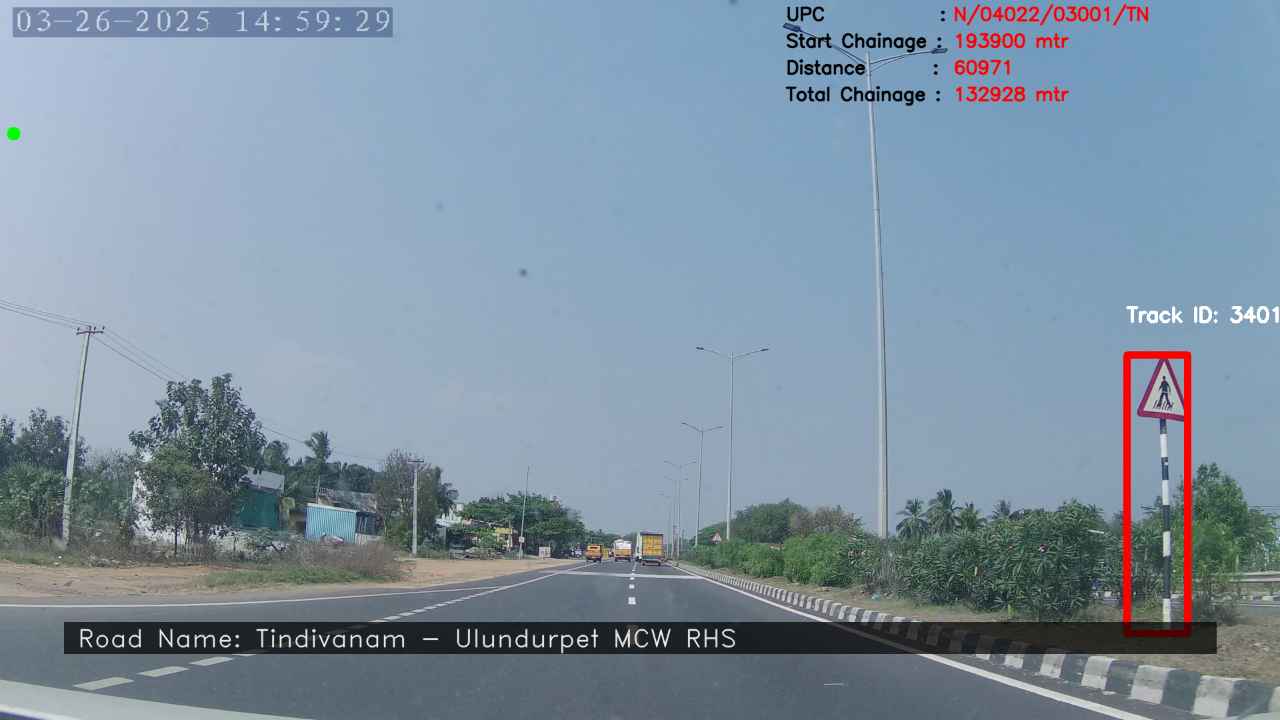 03-26-2025 14:59:29
UPC : N/04022/03001/TN
Start Chainage : 193900 mtr
Distance : 60971
Total Chainage : 132928 mtr
Track ID: 3401
Road Name: Tindivanam - Ulundurpet MCW RHS